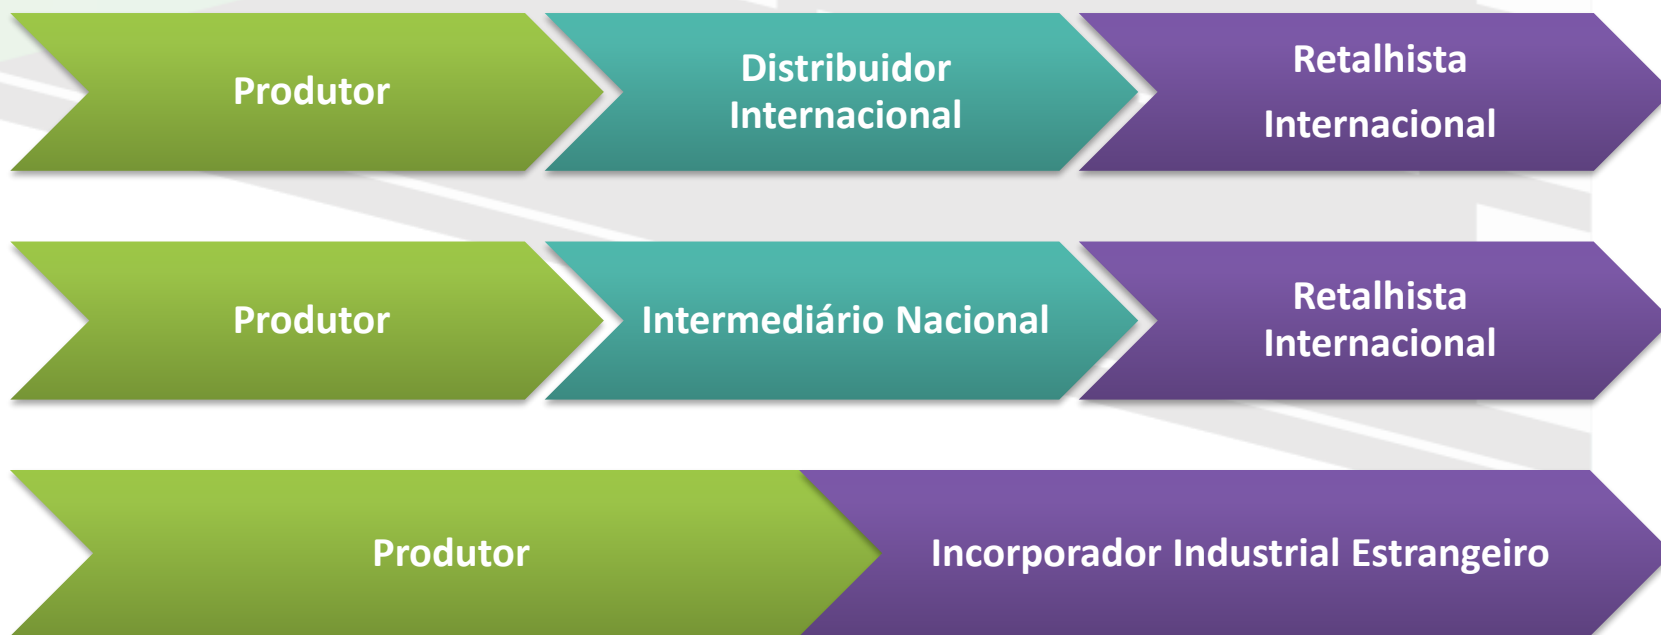 Produtor
Distribuidor
Internacional
Retalhista
Internacional
Produtor
Intermediário Nacional
Retalhista
Internacional
Produtor
Incorporador Industrial Estrangeiro